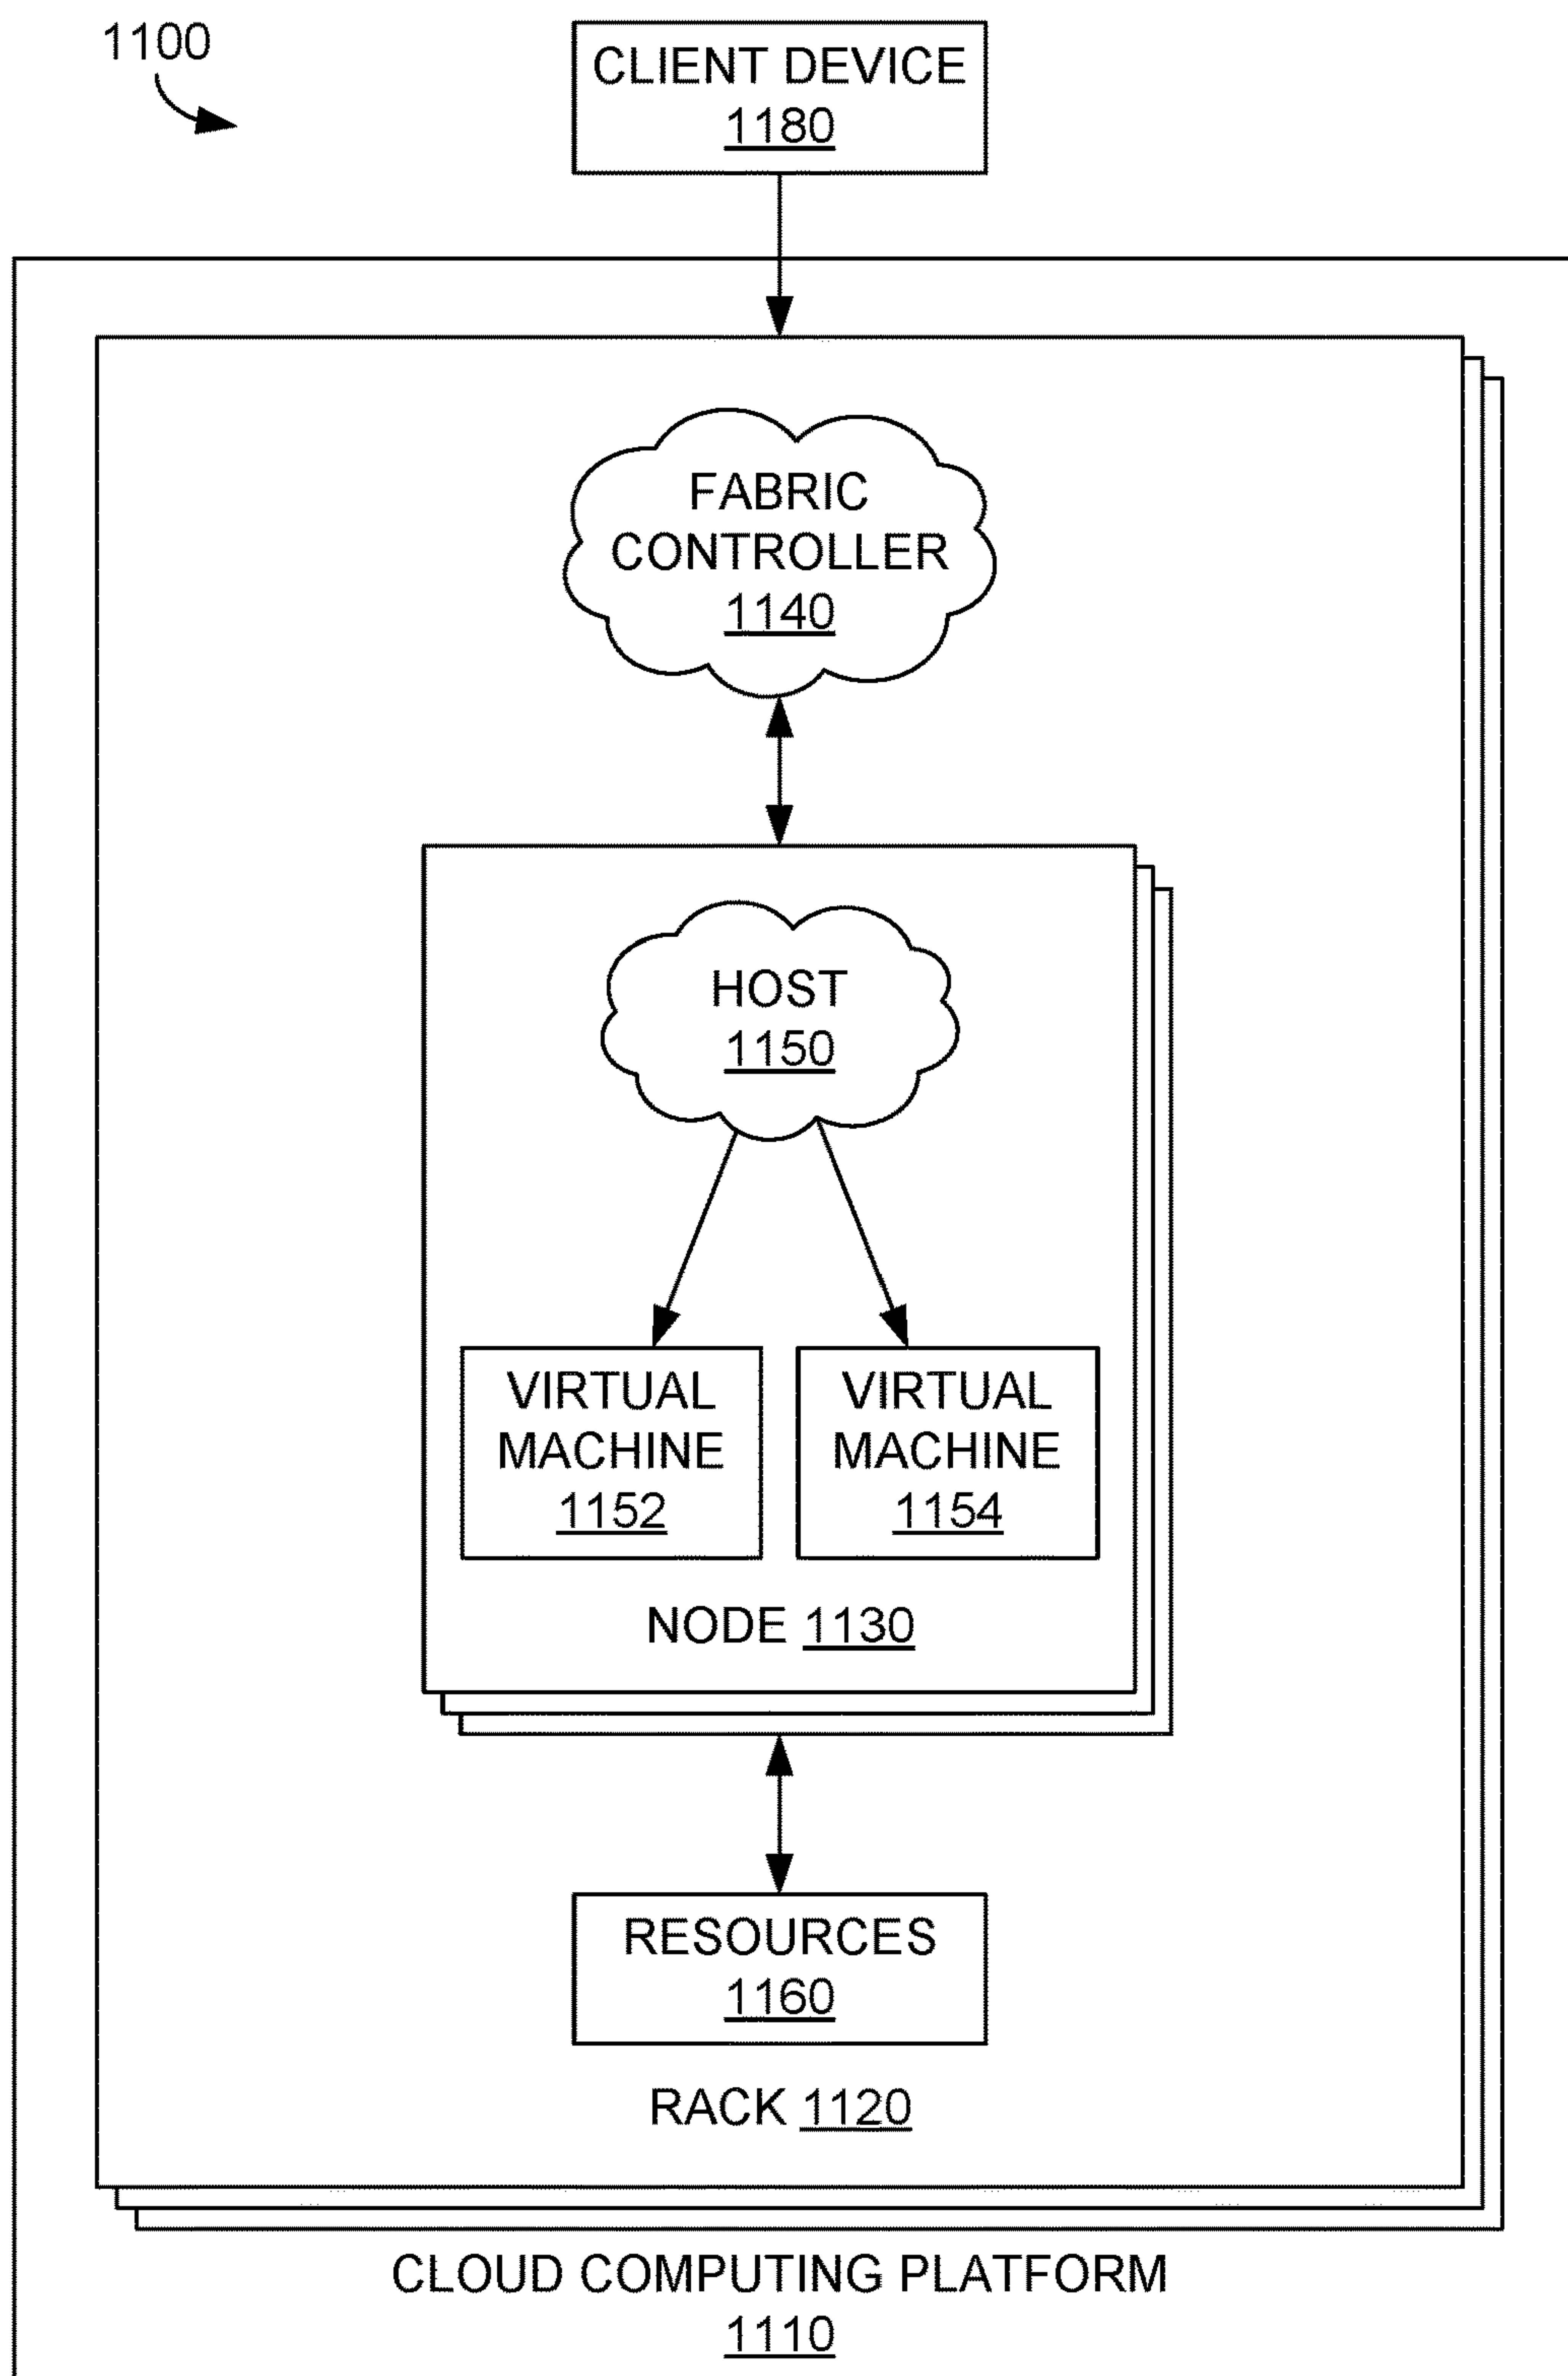 1100
CLIENT DEVICE
1180
FABRIC
CONTROLLER
1140
HOST
1150
VIRTUAL
MACHINE
1152
VIRTUAL
MACHINE
1154
NODE 1130
RESOURCES
1160
RACK 1120
CLOUD COMPUTING PLATFORM
1110